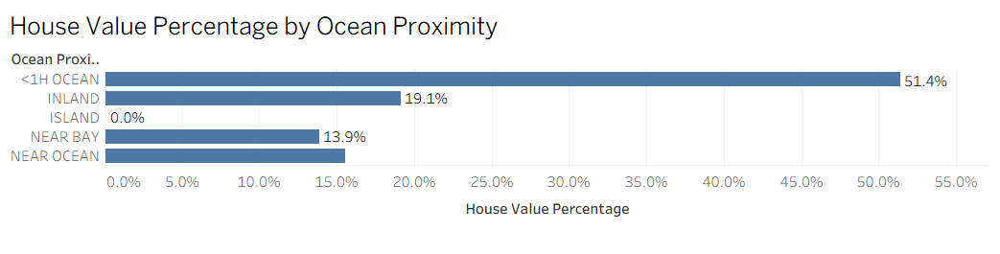 House Value Percentage by Ocean Proximity
Ocean Proxi..
<1H OCEAN 51.4%
INLAND 19.1%
ISLAND 0.0%
NEAR BAY 13.9%
NEAR OCEAN
0.0% 5.0% 10.0% 15.0% 20.0% 25.0% 30.0% 35.0% 40.0% 45.0% 50.0% 55.0%
House Value Percentage